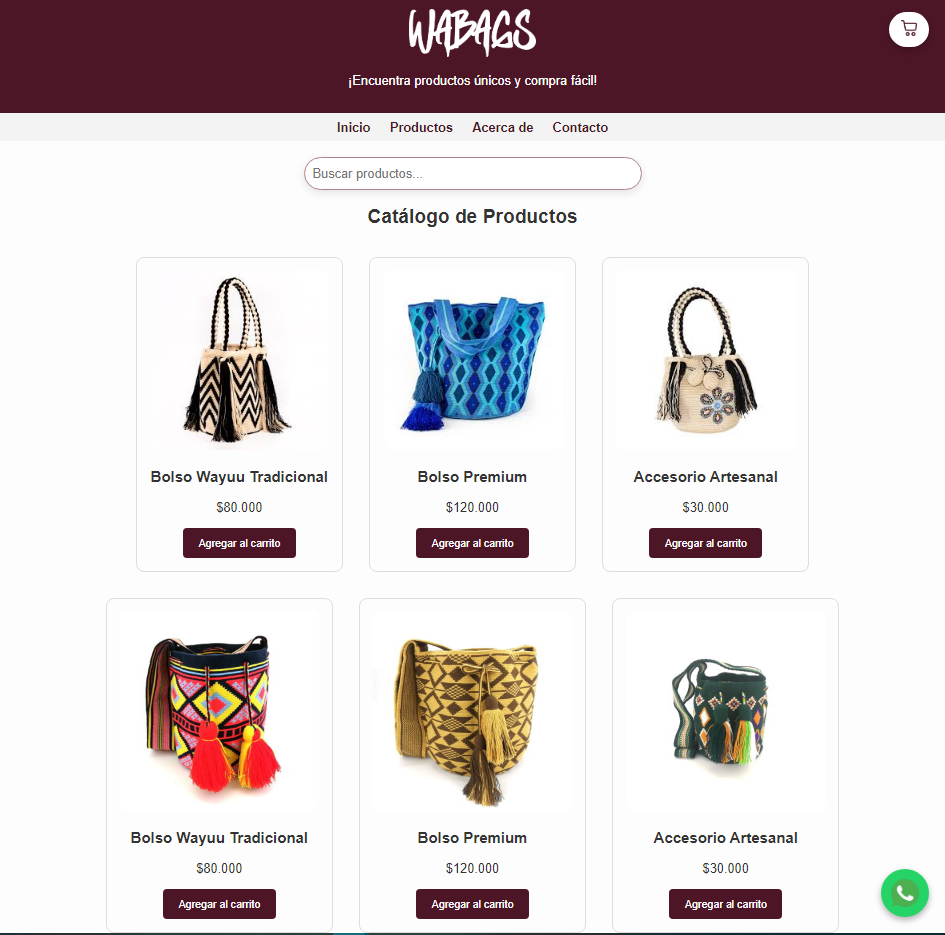 WABAGS
¡Encuentra productos únicos y compra fácil!
Inicio Productos Acerca de Contacto
Buscar productos...
Catálogo de Productos
Bolso Wayuu Tradicional
$80.000
Agregar al carrito
Bolso Premium
$120.000
Agregar al carrito
Accesorio Artesanal
$30.000
Agregar al carrito
Bolso Wayuu Tradicional
$80.000
Agregar al carrito
Bolso Premium
$120.000
Agregar al carrito
Accesorio Artesanal
$30.000
Agregar al carrito